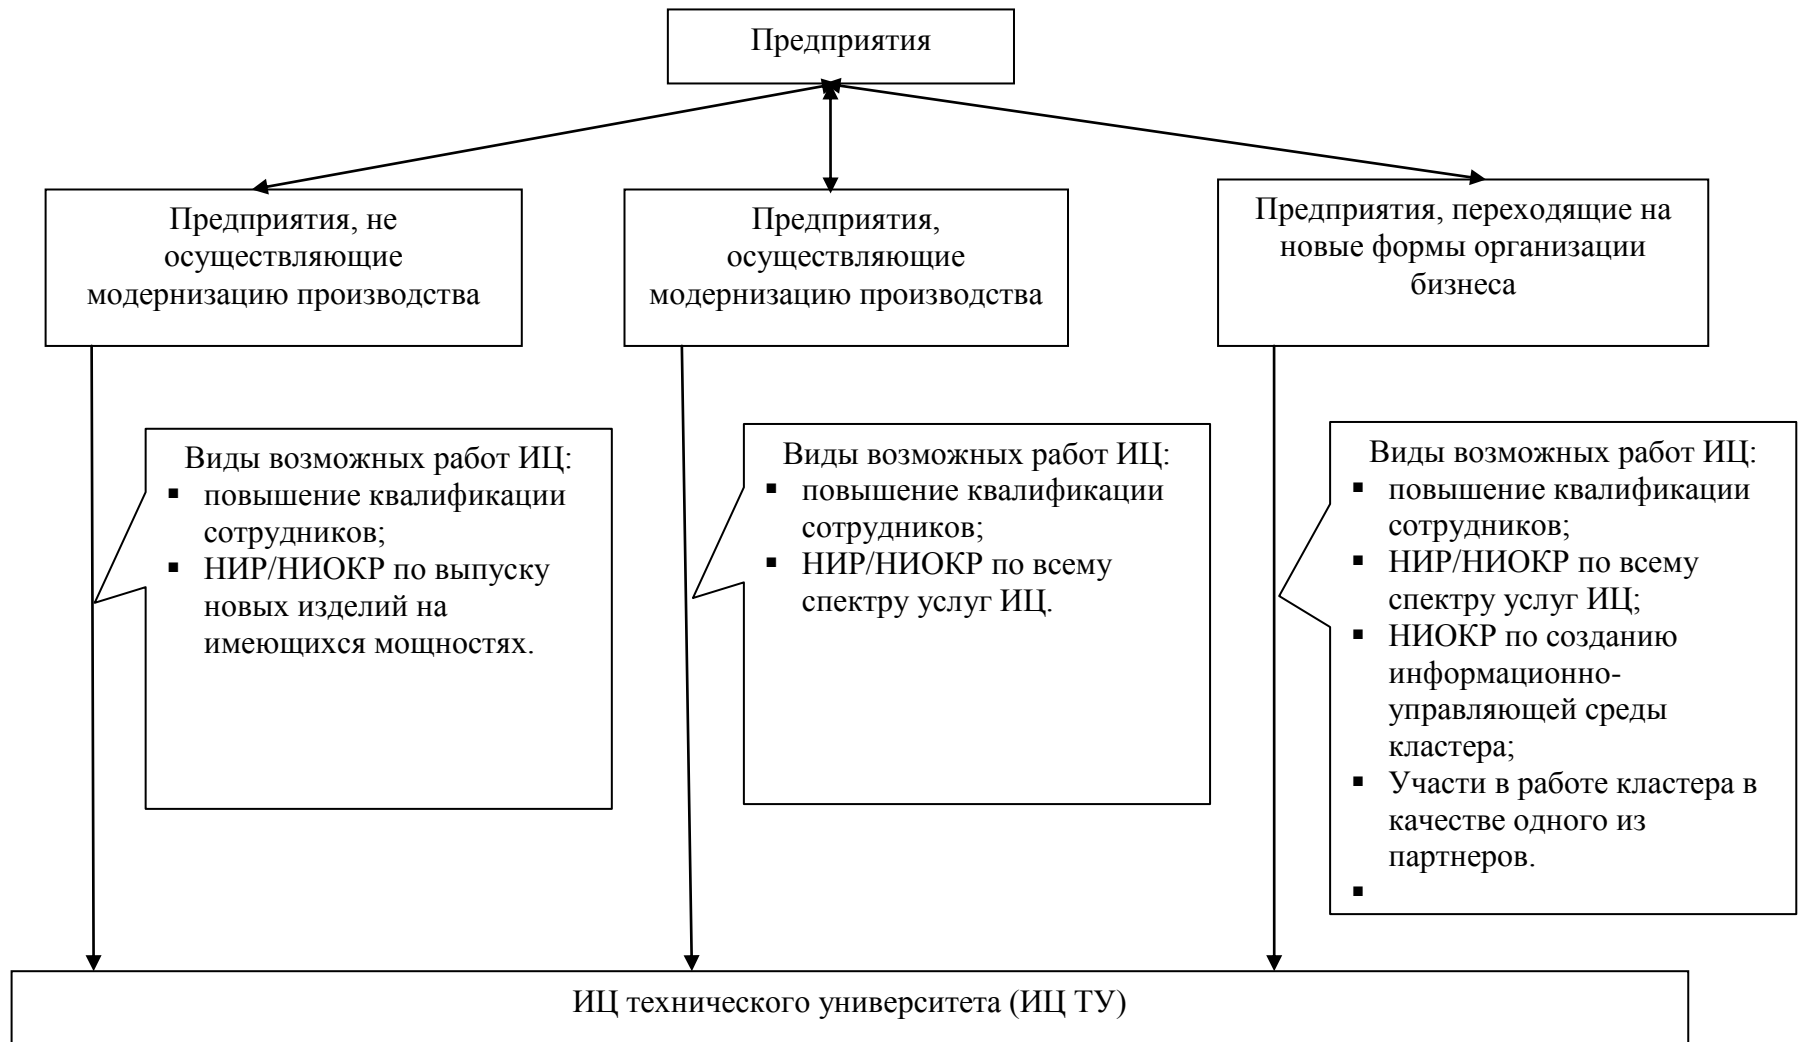 Предприятия
Предприятия, не
осуществляющие
модернизацию производства
Предприятия,
осуществляющие
модернизацию производства
Предприятия, переходящие на
новые формы организации
бизнеса
Виды возможных работ ИЦ:
▪ повышение квалификации
сотрудников;
▪ НИР/НИОКР по выпуску
новых изделий на
имеющихся мощностях.
Виды возможных работ ИЦ:
▪ повышение квалификации
сотрудников;
▪ НИР/НИОКР по всему
спектру услуг ИЦ.
Виды возможных работ ИЦ:
▪ повышение квалификации
сотрудников;
▪ НИР/НИОКР по всему
спектру услуг ИЦ;
▪ НИОКР по созданию
информационно-
управляющей среды
кластера;
▪ Участи в работе кластера в
качестве одного из
партнеров.
▪
ИЦ технического университета (ИЦ ТУ)